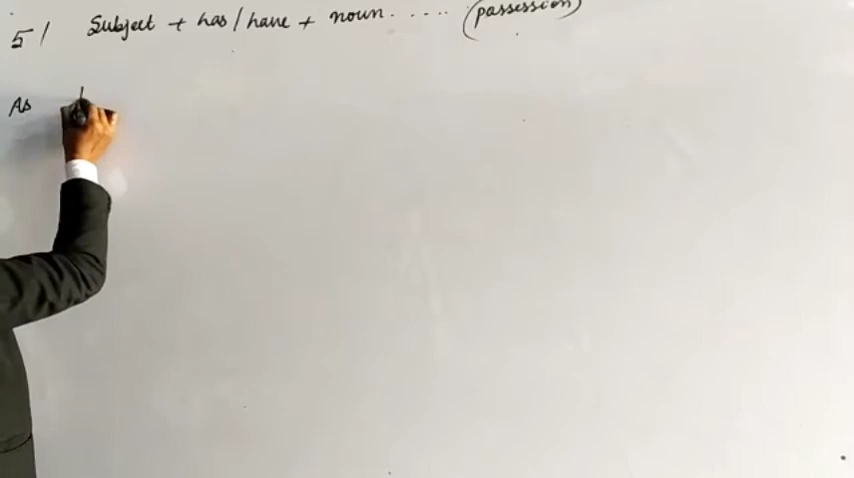 5/ Subject + has/have + noun. . . . . (possession)
As